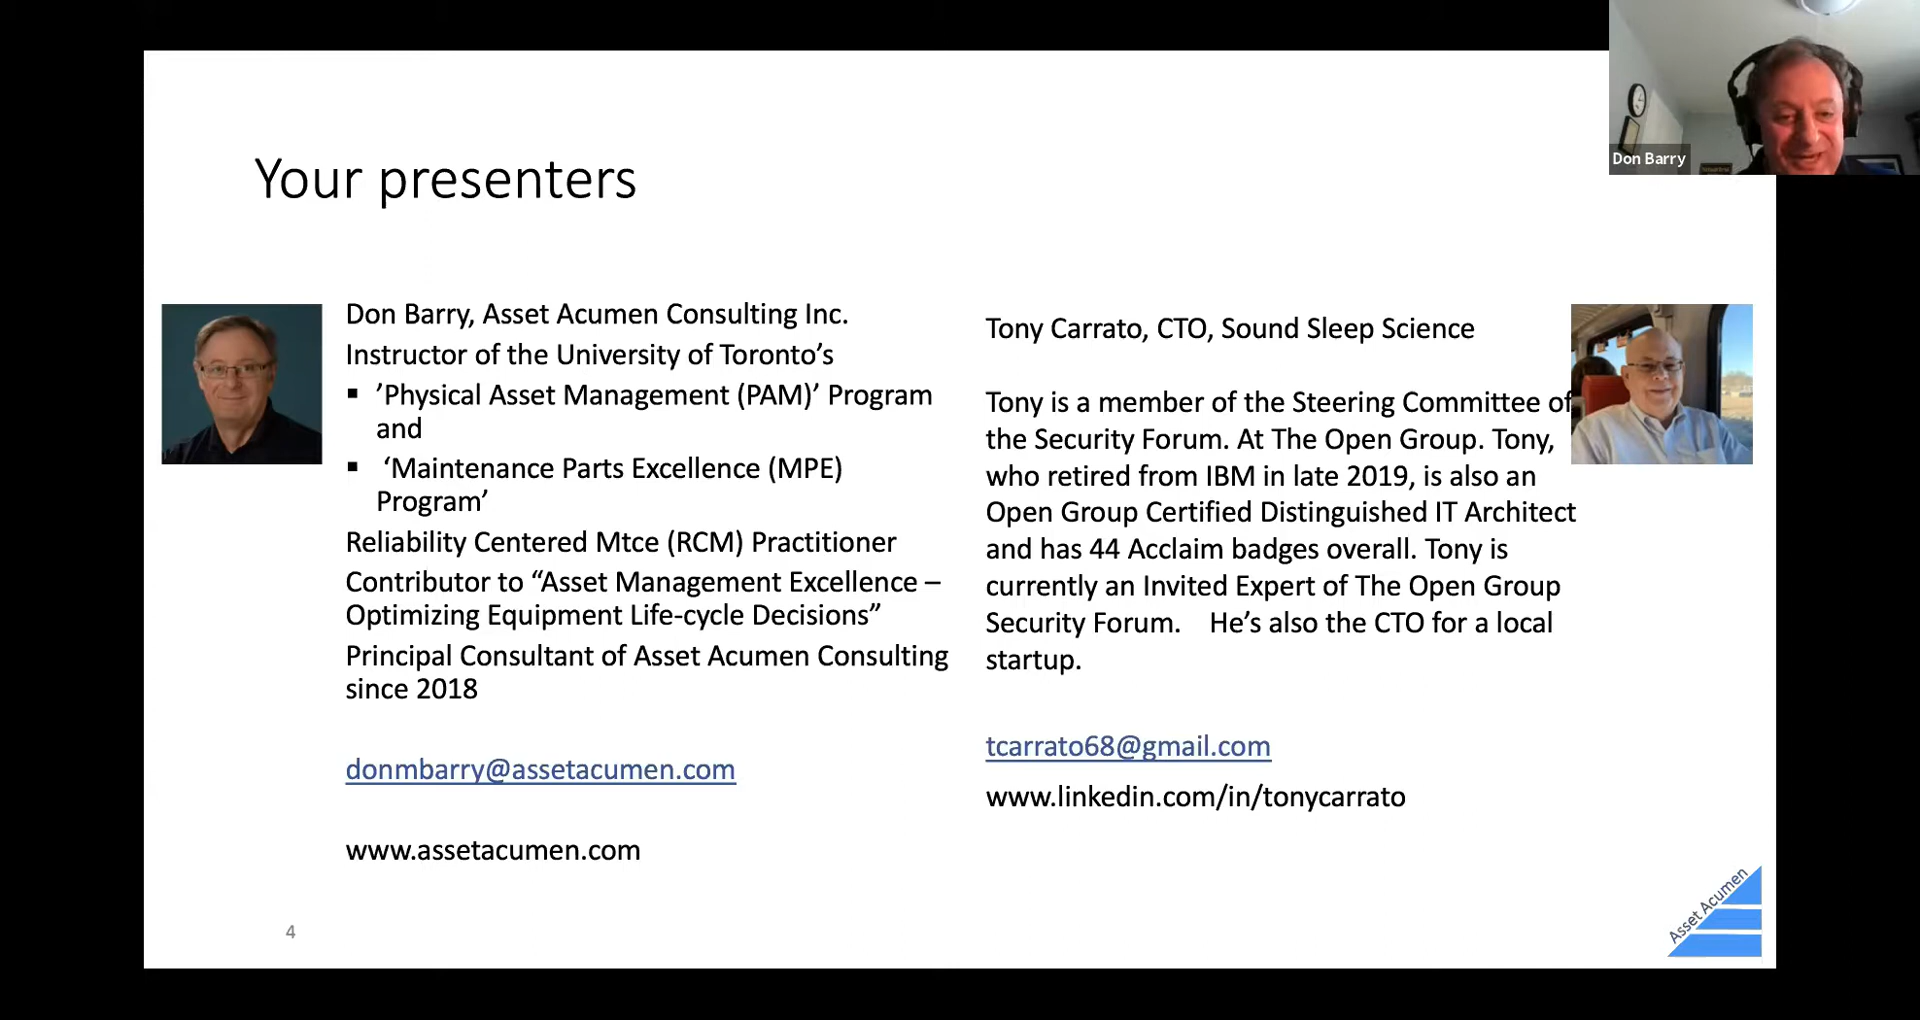 Don Barry
Your presenters
Don Barry, Asset Acumen Consulting Inc.
Instructor of the University of Toronto’s
▪ ’Physical Asset Management (PAM)’ Program
and
▪ ‘Maintenance Parts Excellence (MPE)
Program’
Reliability Centered Mtce (RCM) Practitioner
Contributor to “Asset Management Excellence –
Optimizing Equipment Life-cycle Decisions”
Principal Consultant of Asset Acumen Consulting
since 2018
donmbarry@assetacumen.com
www.assetacumen.com
Tony Carrato, CTO, Sound Sleep Science
Tony is a member of the Steering Committee of
the Security Forum. At The Open Group. Tony,
who retired from IBM in late 2019, is also an
Open Group Certified Distinguished IT Architect
and has 44 Acclaim badges overall. Tony is
currently an Invited Expert of The Open Group
Security Forum. He’s also the CTO for a local
startup.
tcarrato68@gmail.com
www.linkedin.com/in/tonycarrato
4
Asset Acumen